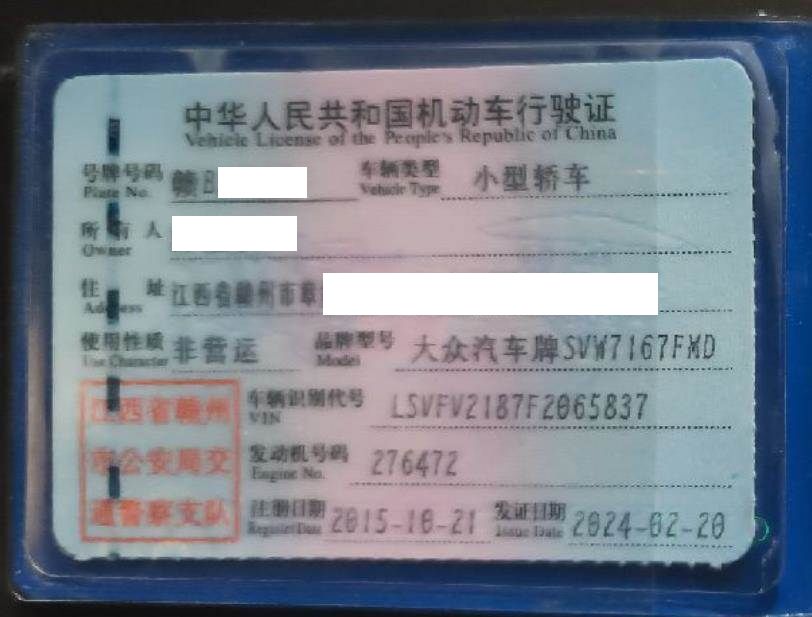 中华人民共和国机动车行驶证
Vehicle License of the People's Republic of China
号牌号码 赣B 车辆类型 小型轿车
Plate No. Vehicle Type
所有人
Owner
住址 江西省赣州市章
Address
使用性质 非营运 品牌型号 大众汽车牌SVW7167FMD
Use Character Model
江西省赣州 车辆识别代号 LSVFV2187F2065837
VIN
市公安局交 发动机号码 276472
Engine No.
通警察支队 注册日期 2015-10-21 发证日期 2024-02-20
Register Date Issue Date